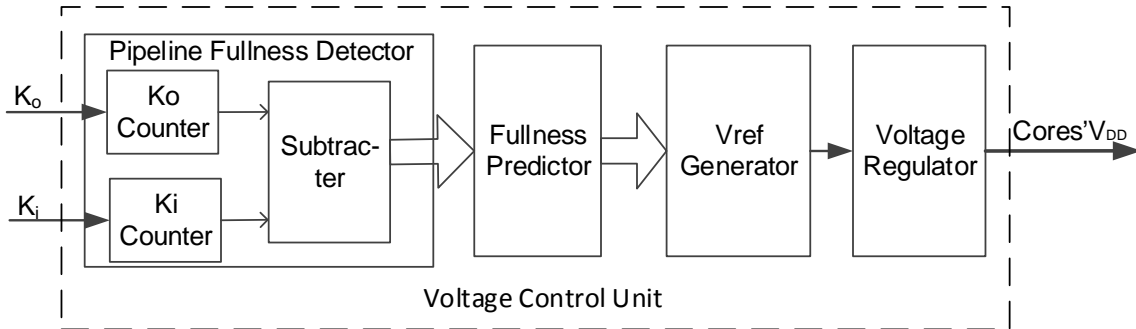 Pipeline Fullness Detector
Ko
Ko
Counter
Ki
Ki
Counter
Subtrac-
ter
Fullness
Predictor
Vref
Generator
Voltage
Regulator
Cores'VDD
Voltage Control Unit